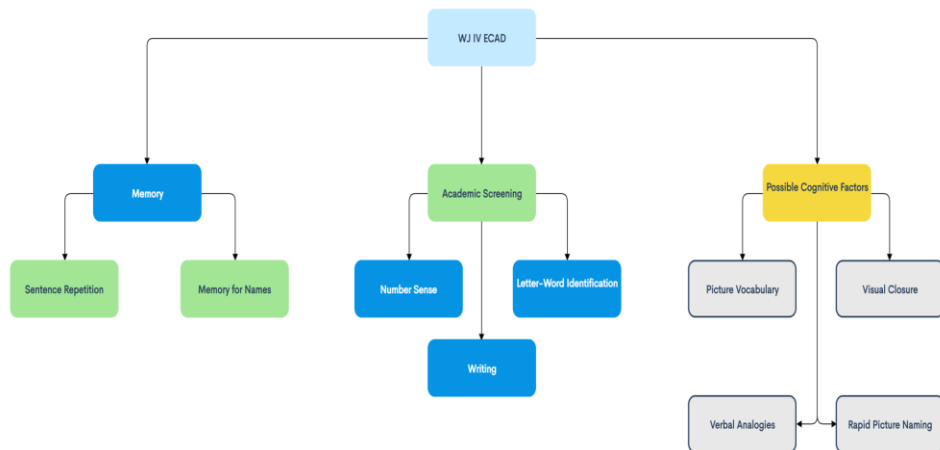 WJ IV ECAD
Memory
Academic Screening
Possible Cognitive Factors
Sentence Repetition
Memory for Names
Number Sense
Letter-Word Identification
Picture Vocabulary
Visual Closure
Writing
Verbal Analogies
Rapid Picture Naming